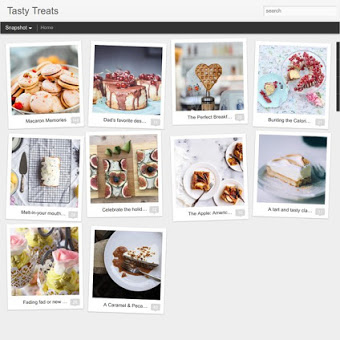 Tasty Treats
search
Snapshot
Home
Macaron Memories
Dad's favorite des...
The Perfect Breakf...
Bunting the Calori...
Melt-in your mouth...
Celebrate the holid...
The Apple: Americ...
A tart and tasty cla...
Fading fad or new ...
A Caramel & Peca...